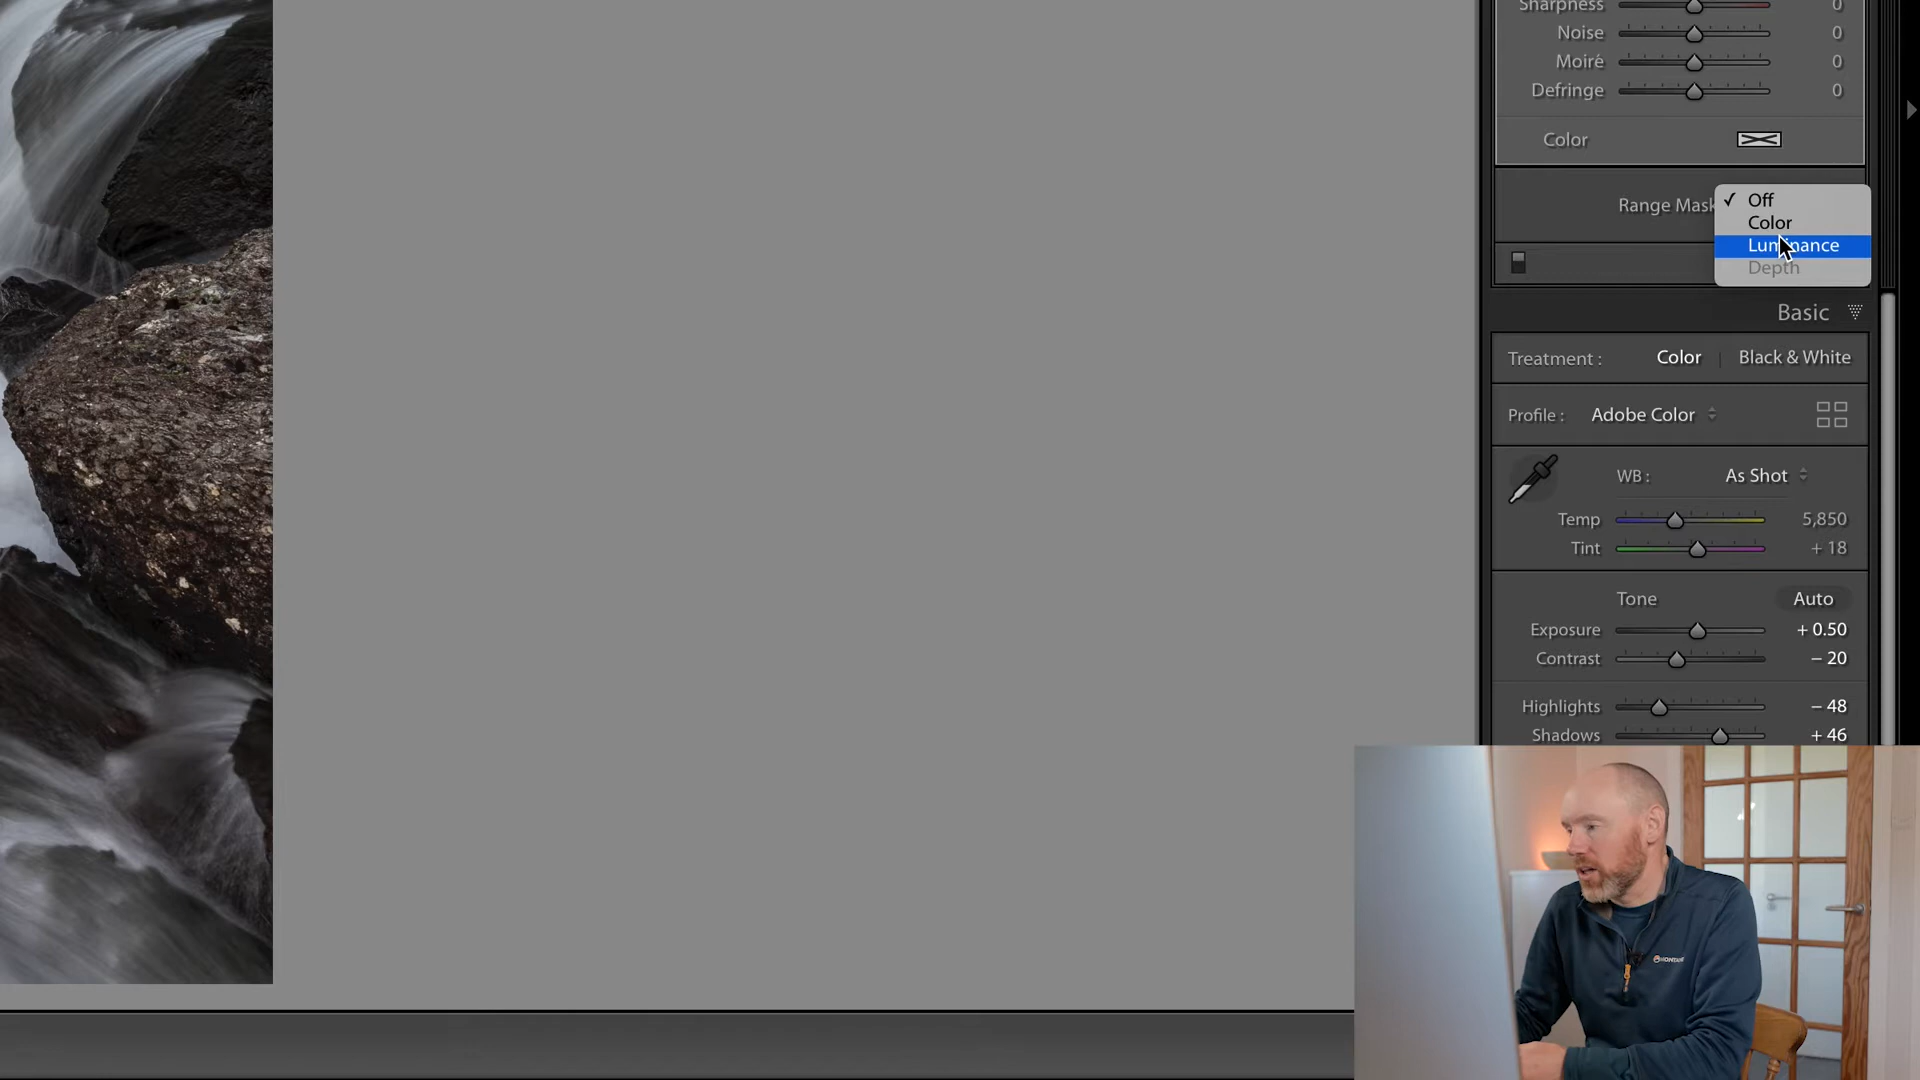 Sharpness 0
Noise 0
Moiré 0
Defringe 0
Color
Range Mask
✓ Off
Color
Luminance
Depth
Basic
Treatment : Color | Black & White
Profile : Adobe Color
WB : As Shot
Temp 5,850
Tint + 18
Tone Auto
Exposure + 0.50
Contrast – 20
Highlights – 48
Shadows + 46